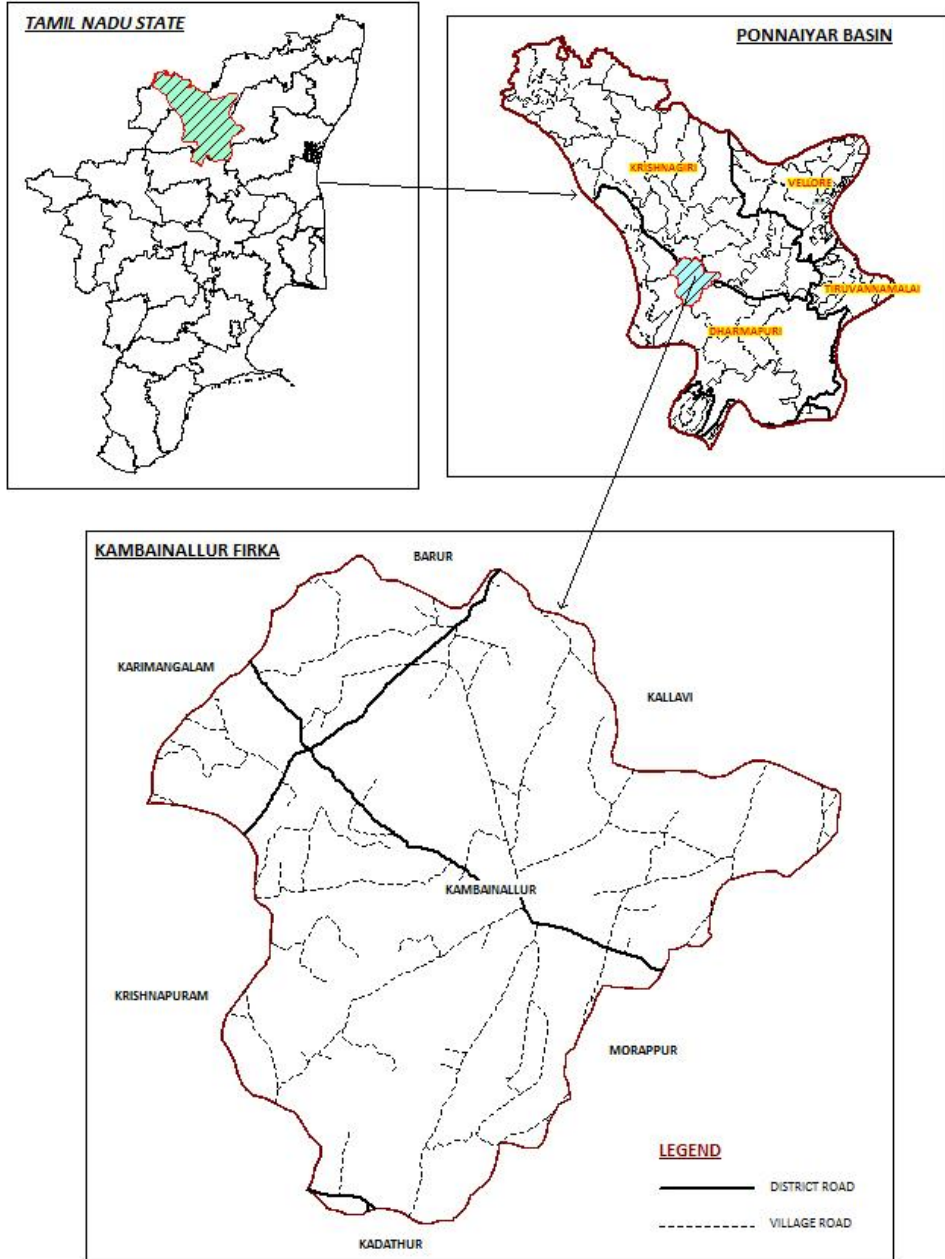 TAMIL NADU STATE
PONNAIYAR BASIN
KRISHNAGIRI
VELLORE
TIRUVANNAMALAI
DHARMAPURI
KAMBAINALLUR FIRKA
BARUR
KARIMANGALAM
KALLAVI
KAMBAINALLUR
KRISHNAPURAM
MORAPPUR
LEGEND
DISTRICT ROAD
VILLAGE ROAD
KADATHUR